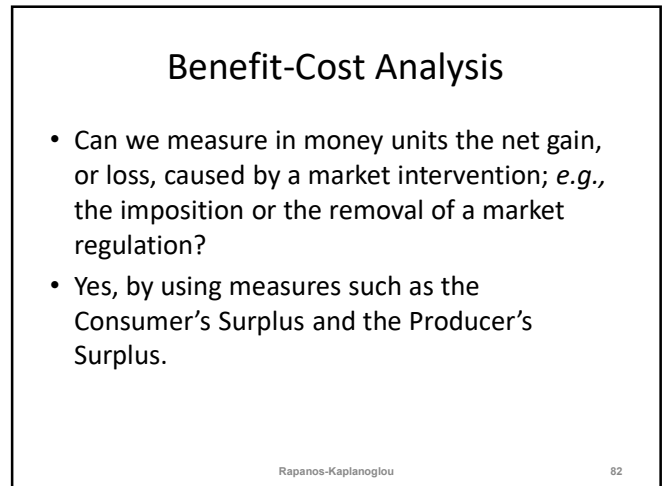 Benefit-Cost Analysis
• Can we measure in money units the net gain,
or loss, caused by a market intervention; e.g.,
the imposition or the removal of a market
regulation?
• Yes, by using measures such as the
Consumer’s Surplus and the Producer’s
Surplus.
Rapanos-Kaplanoglou 82